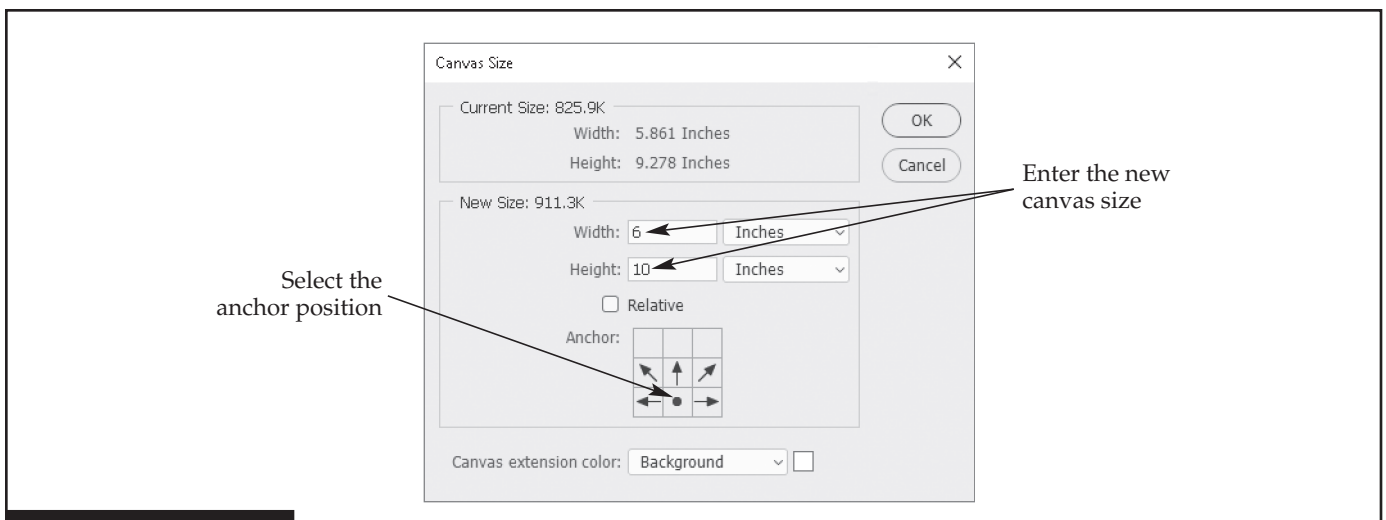 Canvas Size
Current Size: 825.9K
Width: 5.861 Inches
Height: 9.278 Inches
OK
Cancel
New Size: 911.3K
Width: 6 Inches
Height: 10 Inches
Relative
Anchor:
Canvas extension color: Background
Enter the new
canvas size
Select the
anchor position